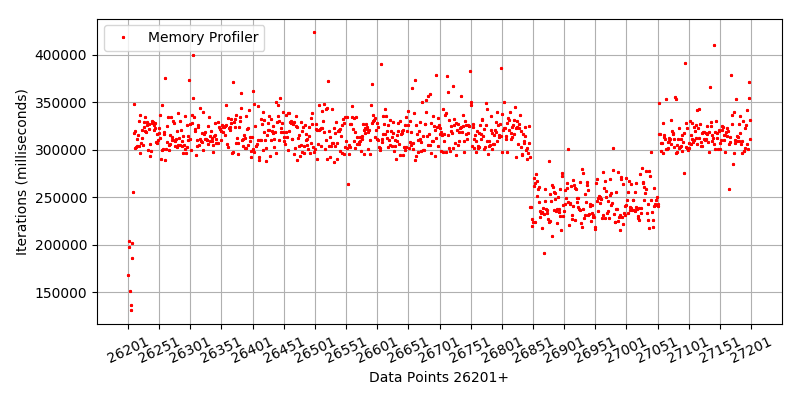 Memory Profiler
400000
350000
300000
250000
200000
150000
Iterations (milliseconds)
26201 26251 26301 26351 26401 26451 26501 26551 26601 26651 26701 26751 26801 26851 26901 26951 27001 27051 27101 27151 27201
Data Points 26201+